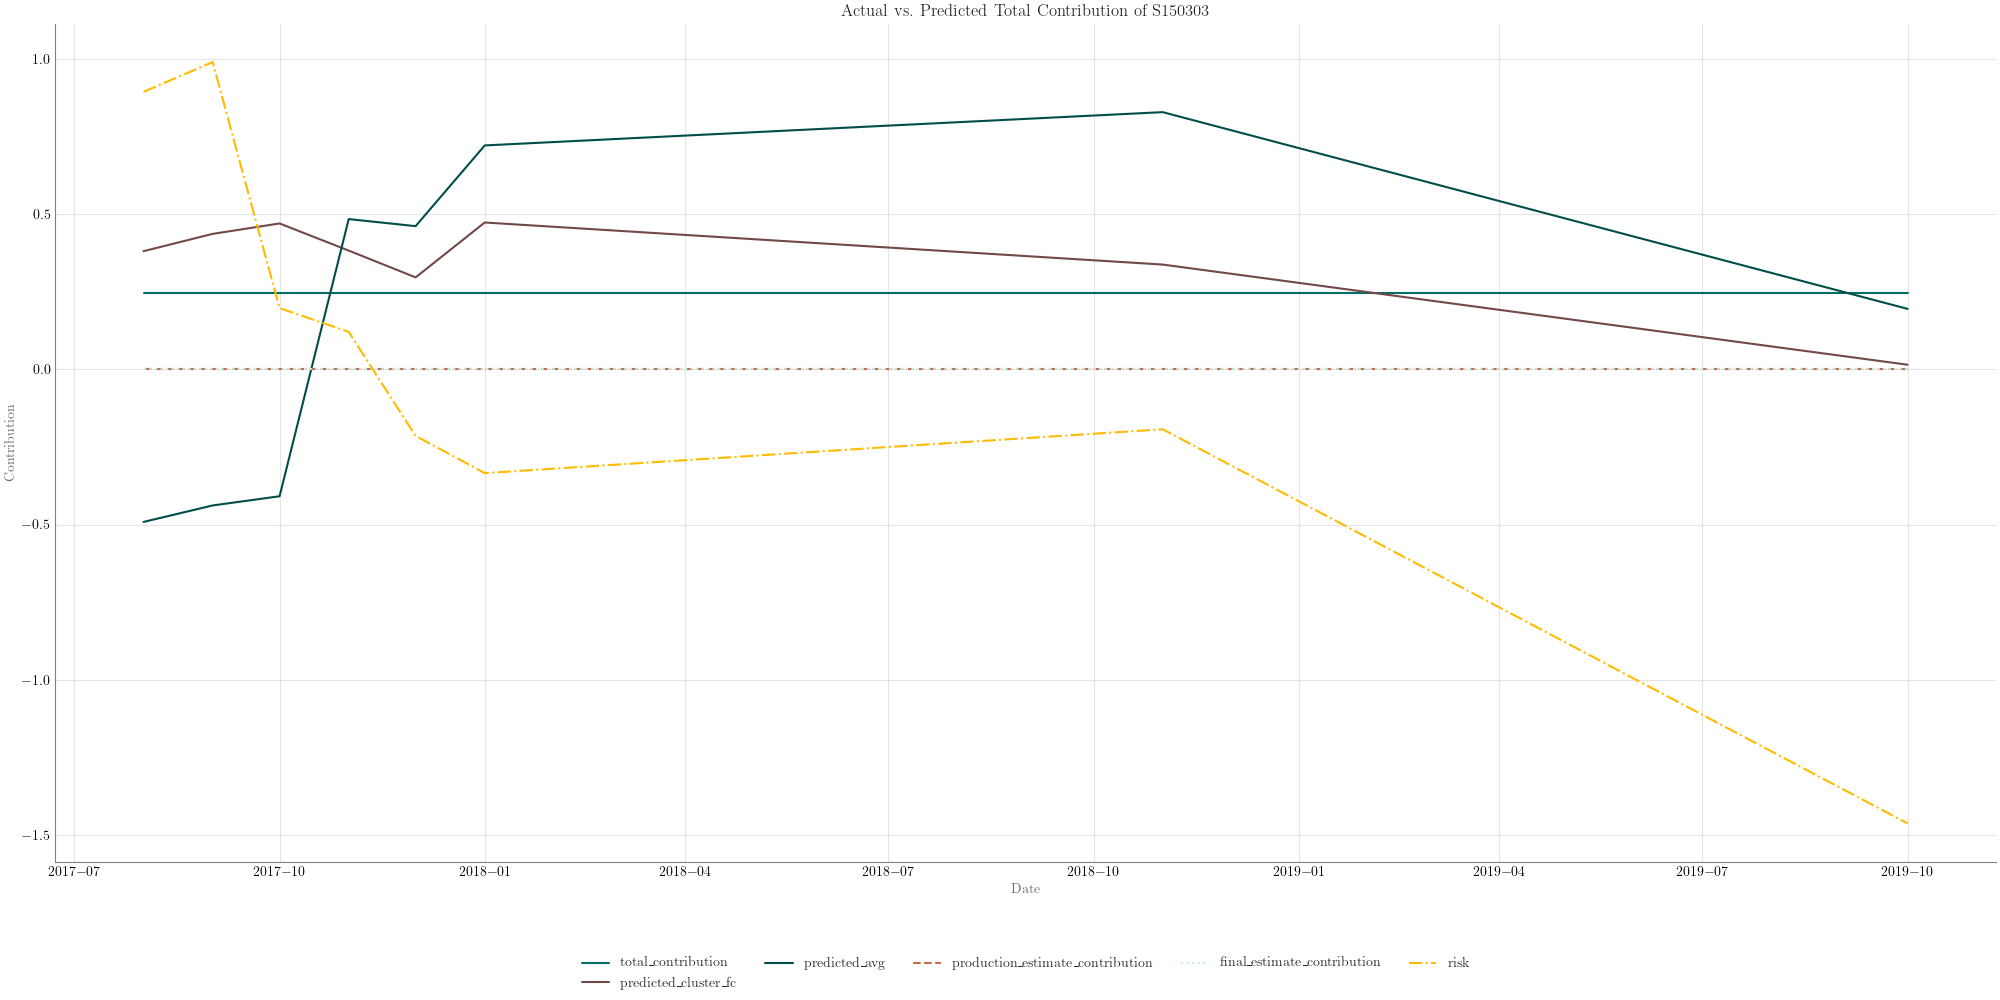 Actual vs. Predicted Total Contribution of S150303
1.0
0.5
0.0
−0.5
−1.0
−1.5
Contribution
2017−07 2017−10 2018−01 2018−04 2018−07 2018−10 2019−01 2019−04 2019−07 2019−10
Date
total_contribution predicted_avg production_estimate_contribution final_estimate_contribution risk
predicted_cluster_fc